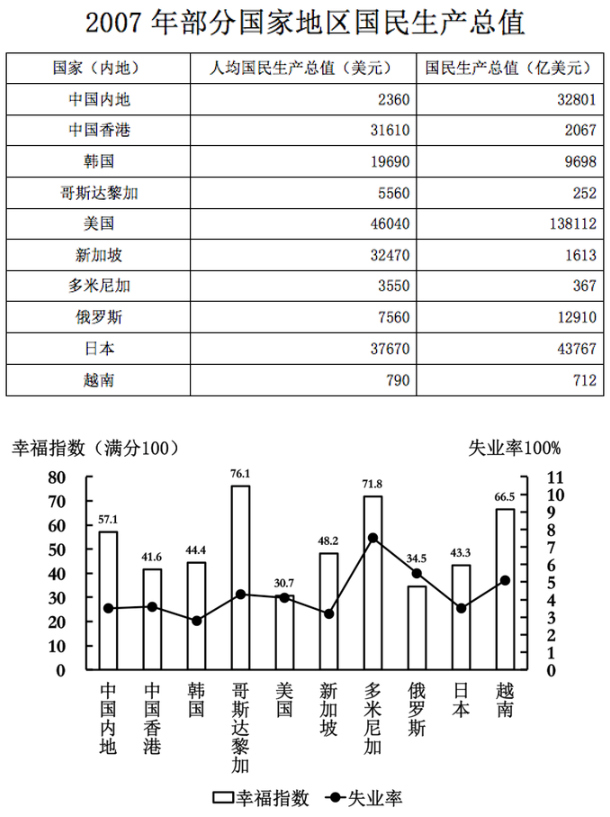 2007 年部分国家地区国民生产总值
国家（内地） 人均国民生产总值（美元） 国民生产总值（亿美元）
中国内地 2360 32801
中国香港 31610 2067
韩国 19690 9698
哥斯达黎加 5560 252
美国 46040 138112
新加坡 32470 1613
多米尼加 3550 367
俄罗斯 7560 12910
日本 37670 43767
越南 790 712
幸福指数（满分100） 失业率100%
80
70
60
50
40
30
20
10
0
57.1
41.6
44.4
76.1
30.7
48.2
71.8
34.5
43.3
66.5
11
10
9
8
7
6
5
4
3
2
1
0
中国内地
中国香港
韩国
哥斯达黎加
美国
新加坡
多米尼加
俄罗斯
日本
越南
幸福指数 失业率